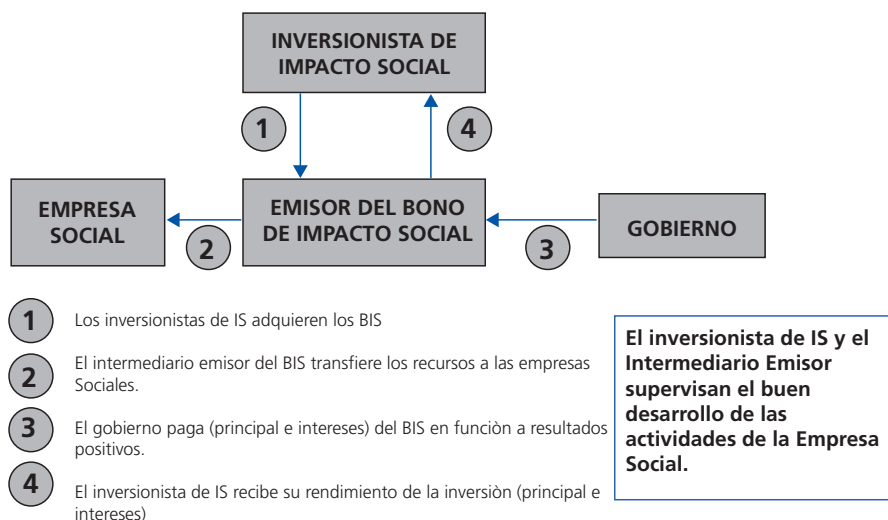 INVERSIONISTA DE
IMPACTO SOCIAL
1
4
EMPRESA
SOCIAL
EMISOR DEL BONO
DE IMPACTO SOCIAL
GOBIERNO
2
3
1
Los inversionistas de IS adquieren los BIS
2
El intermediario emisor del BIS transfiere los recursos a las empresas
Sociales.
3
El gobierno paga (principal e intereses) del BIS en funciòn a resultados
positivos.
4
El inversionista de IS recibe su rendimiento de la inversiòn (principal e
intereses)
El inversionista de IS y el
Intermediario Emisor
supervisan el buen
desarrollo de las
actividades de la Empresa
Social.